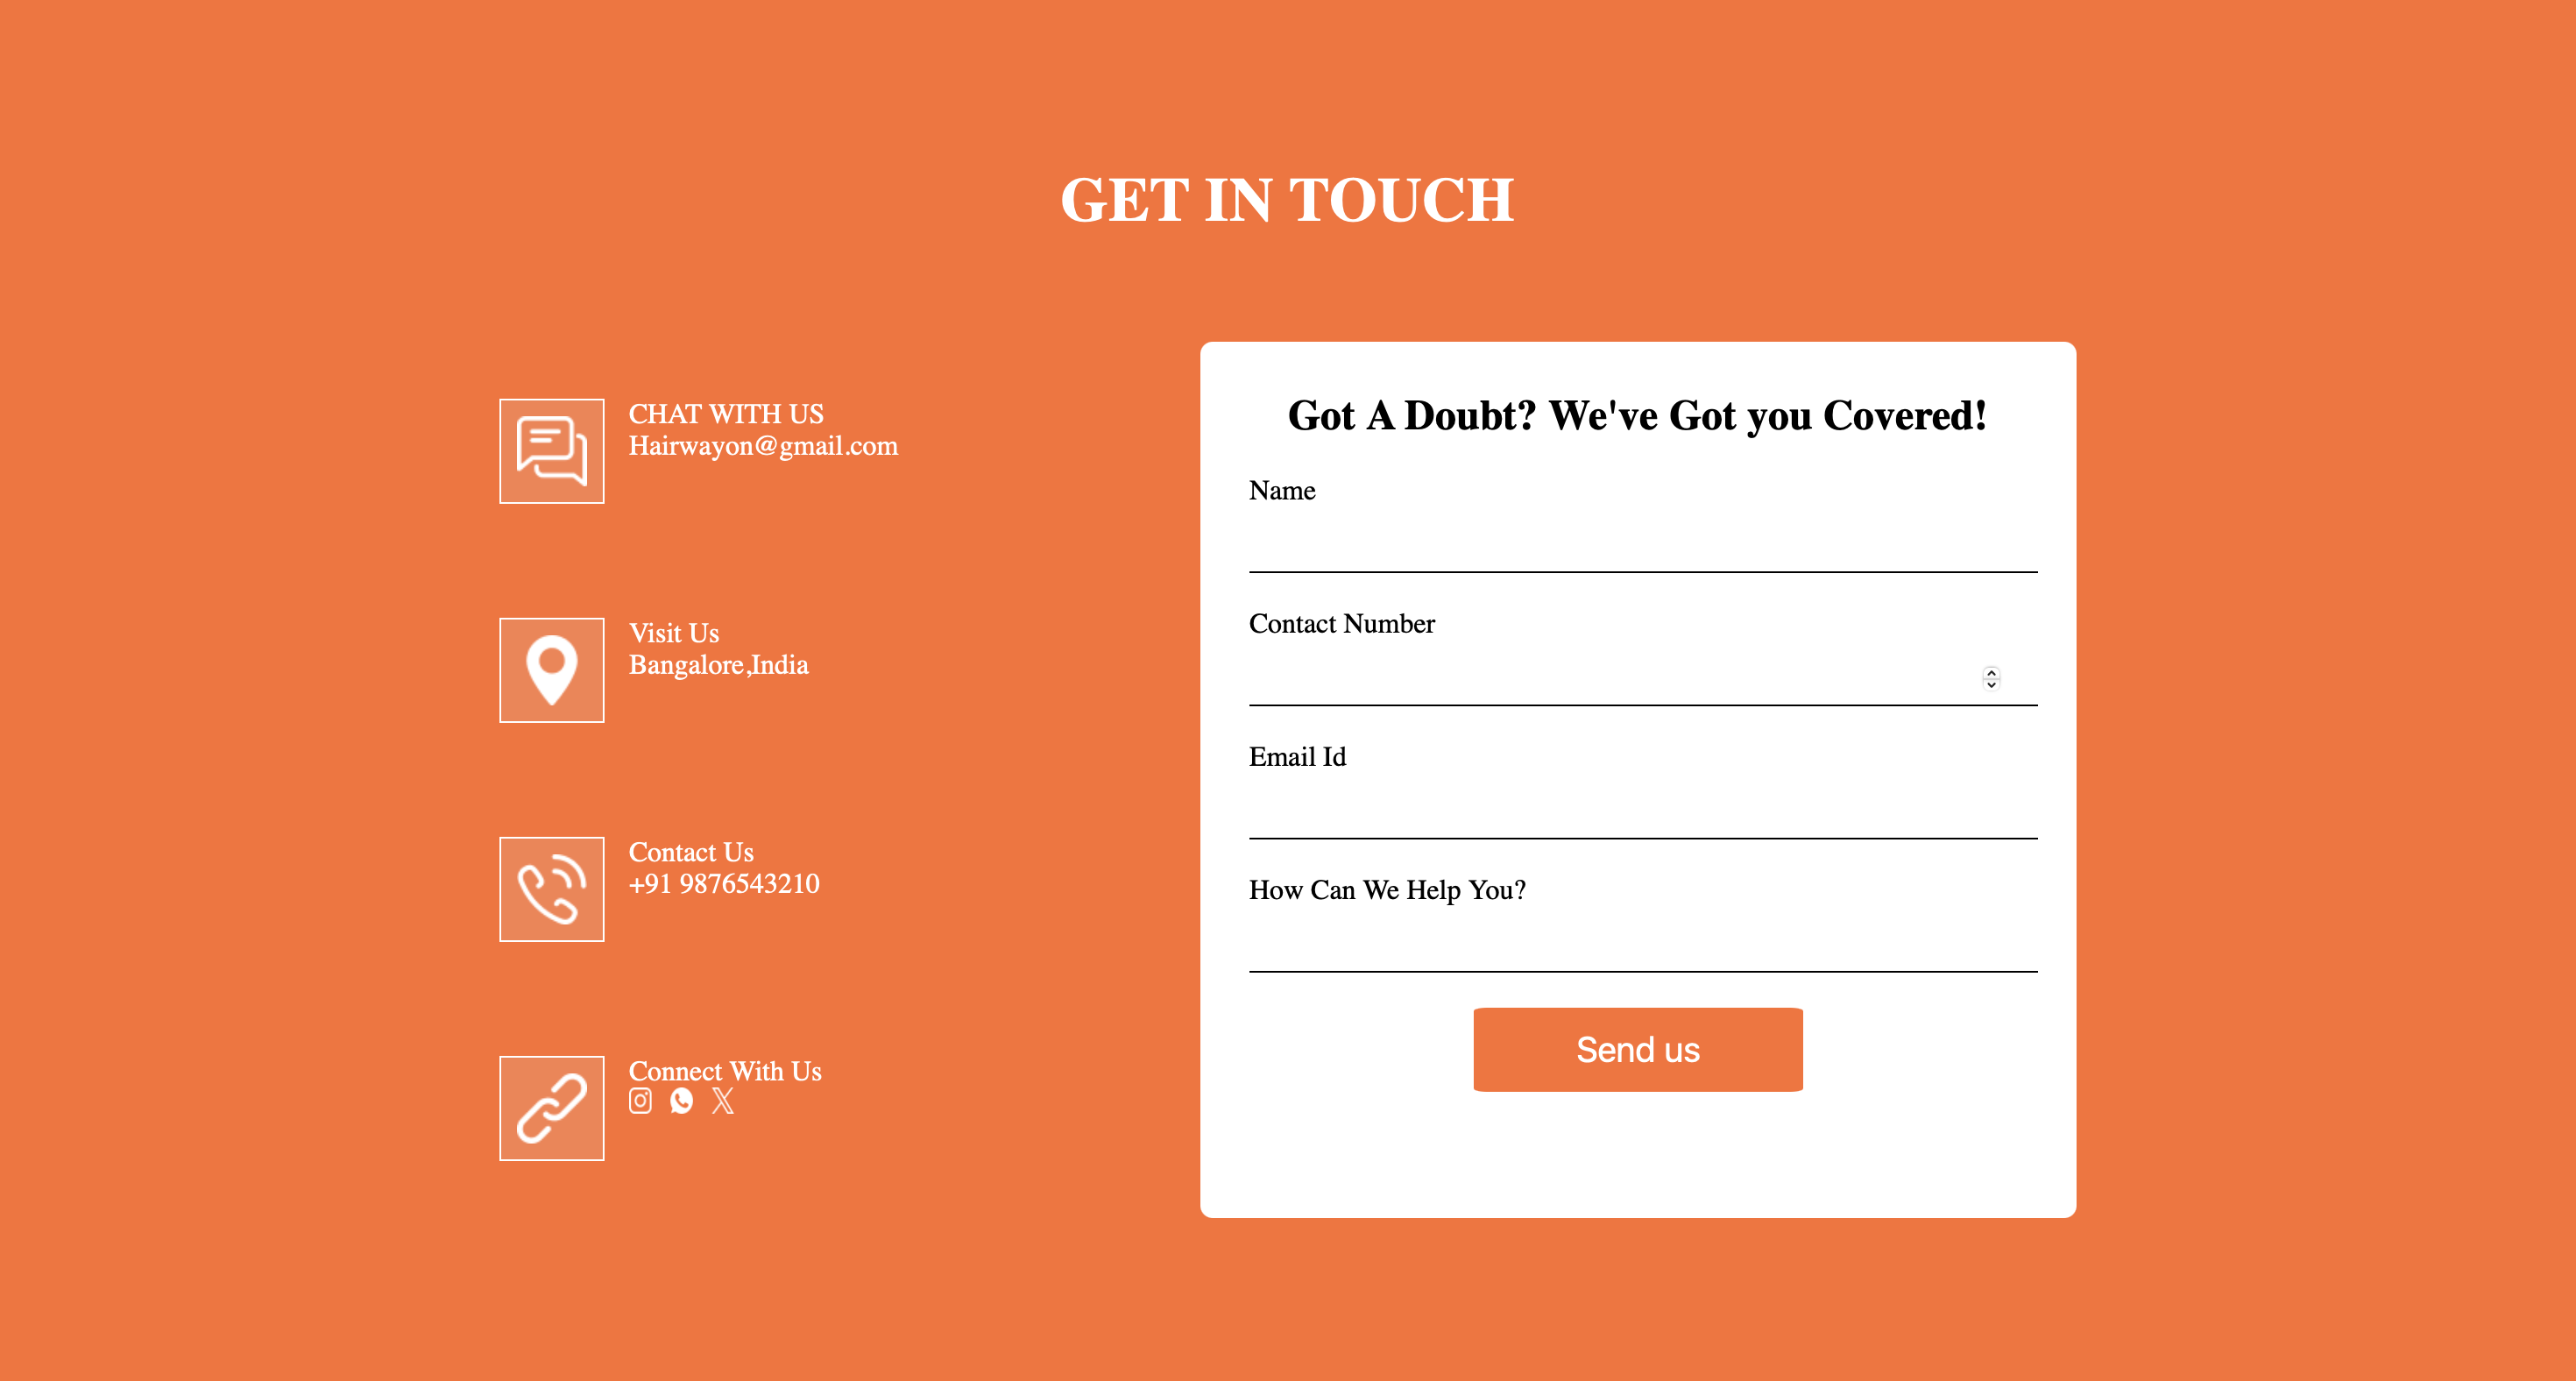 GET IN TOUCH
CHAT WITH US
Hairwayon@gmail.com
Visit Us
Bangalore,India
Contact Us
+91 9876543210
Connect With Us
Got A Doubt? We've Got you Covered!
Name
Contact Number
Email Id
How Can We Help You?
Send us